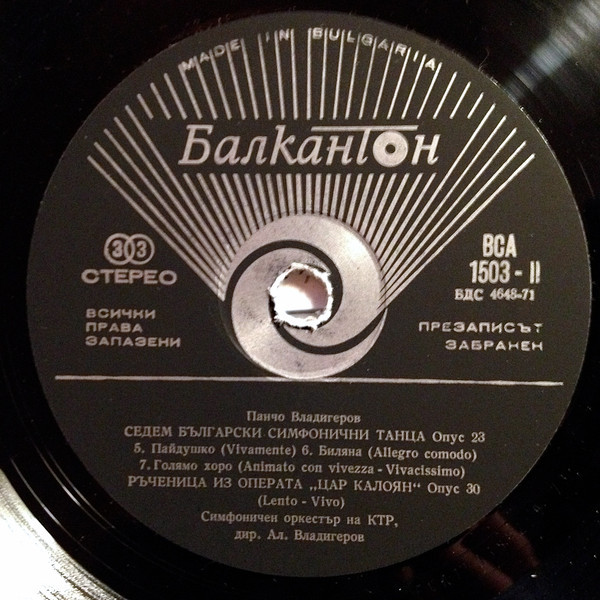 MADE IN BULGARIA
Балкантон
33
СТЕРЕО
ВСИЧКИ
ПРАВА
ЗАПАЗЕНИ
ВСА
1503 - II
БДС 4648-71
ПРЕЗАПИСЪТ
ЗАБРАНЕН
Панчо Владигеров
СЕДЕМ БЪЛГАРСКИ СИМФОНИЧНИ ТАНЦА Опус 23
5. Пайдушко (Vivamente) 6. Биляна (Allegro comodo)
7. Голямо хоро (Animato con vivezza - Vivacissimo)
РЪЧЕНИЦА ИЗ ОПЕРАТА „ЦАР КАЛОЯН“ Опус 30
(Lento - Vivo)
Симфоничен оркестър на КТР,
дир. Ал. Владигеров